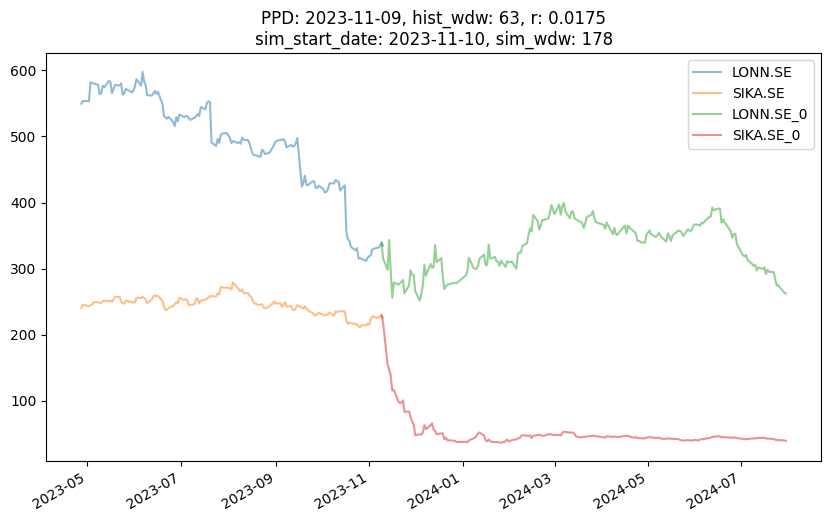 PPD: 2023-11-09, hist_wdw: 63, r: 0.0175
sim_start_date: 2023-11-10, sim_wdw: 178
LONN.SE
SIKA.SE
LONN.SE_0
SIKA.SE_0
600
500
400
300
200
100
2023-05
2023-07
2023-09
2023-11
2024-01
2024-03
2024-05
2024-07